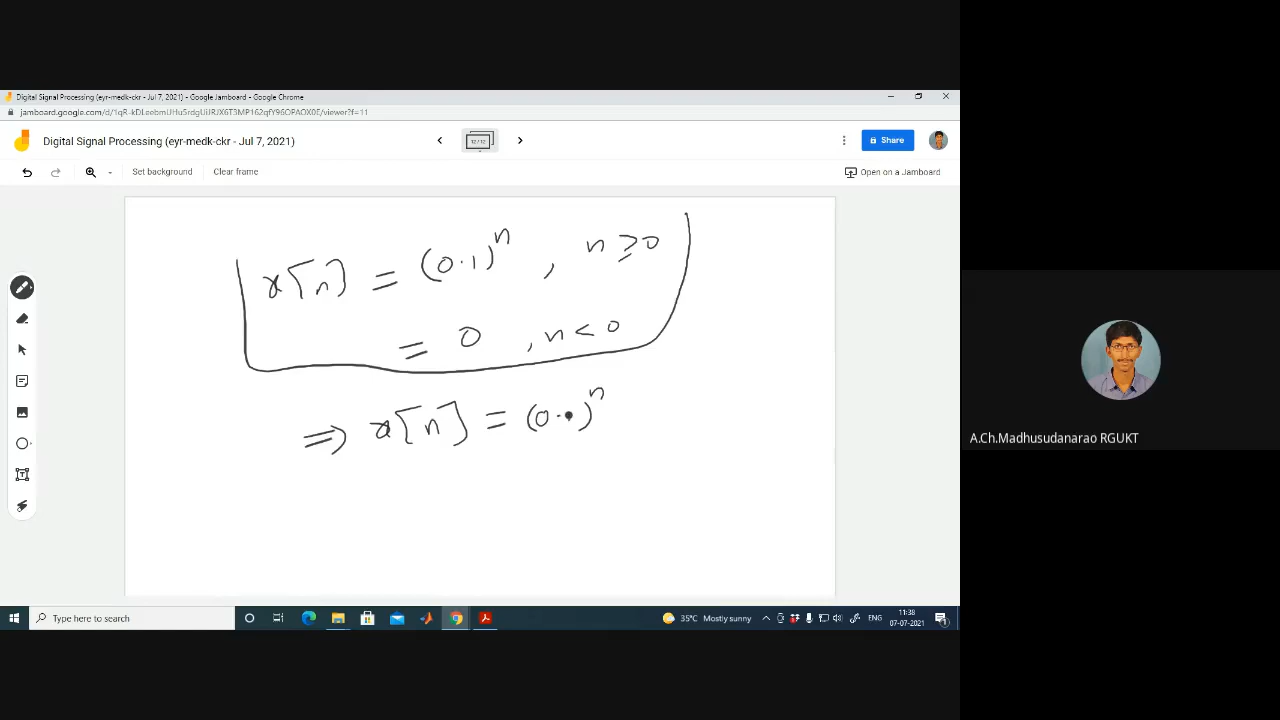 Digital Signal Processing (eyr-medk-ckr - Jul 7, 2021) - Google Jamboard - Google Chrome
Digital Signal Processing (eyr-medk-ckr - Jul 7, 2021)
12/12
Share
Set background
Clear frame
Open on a Jamboard
x[n] = (0.1)^n , n ≥ 0
= 0 , n < 0
⇒ x[n] = (0.)^n
A.Ch.Madhusudanarao RGUKT
Type here to search
35°C Mostly sunny
ENG
11:38
07-07-2021